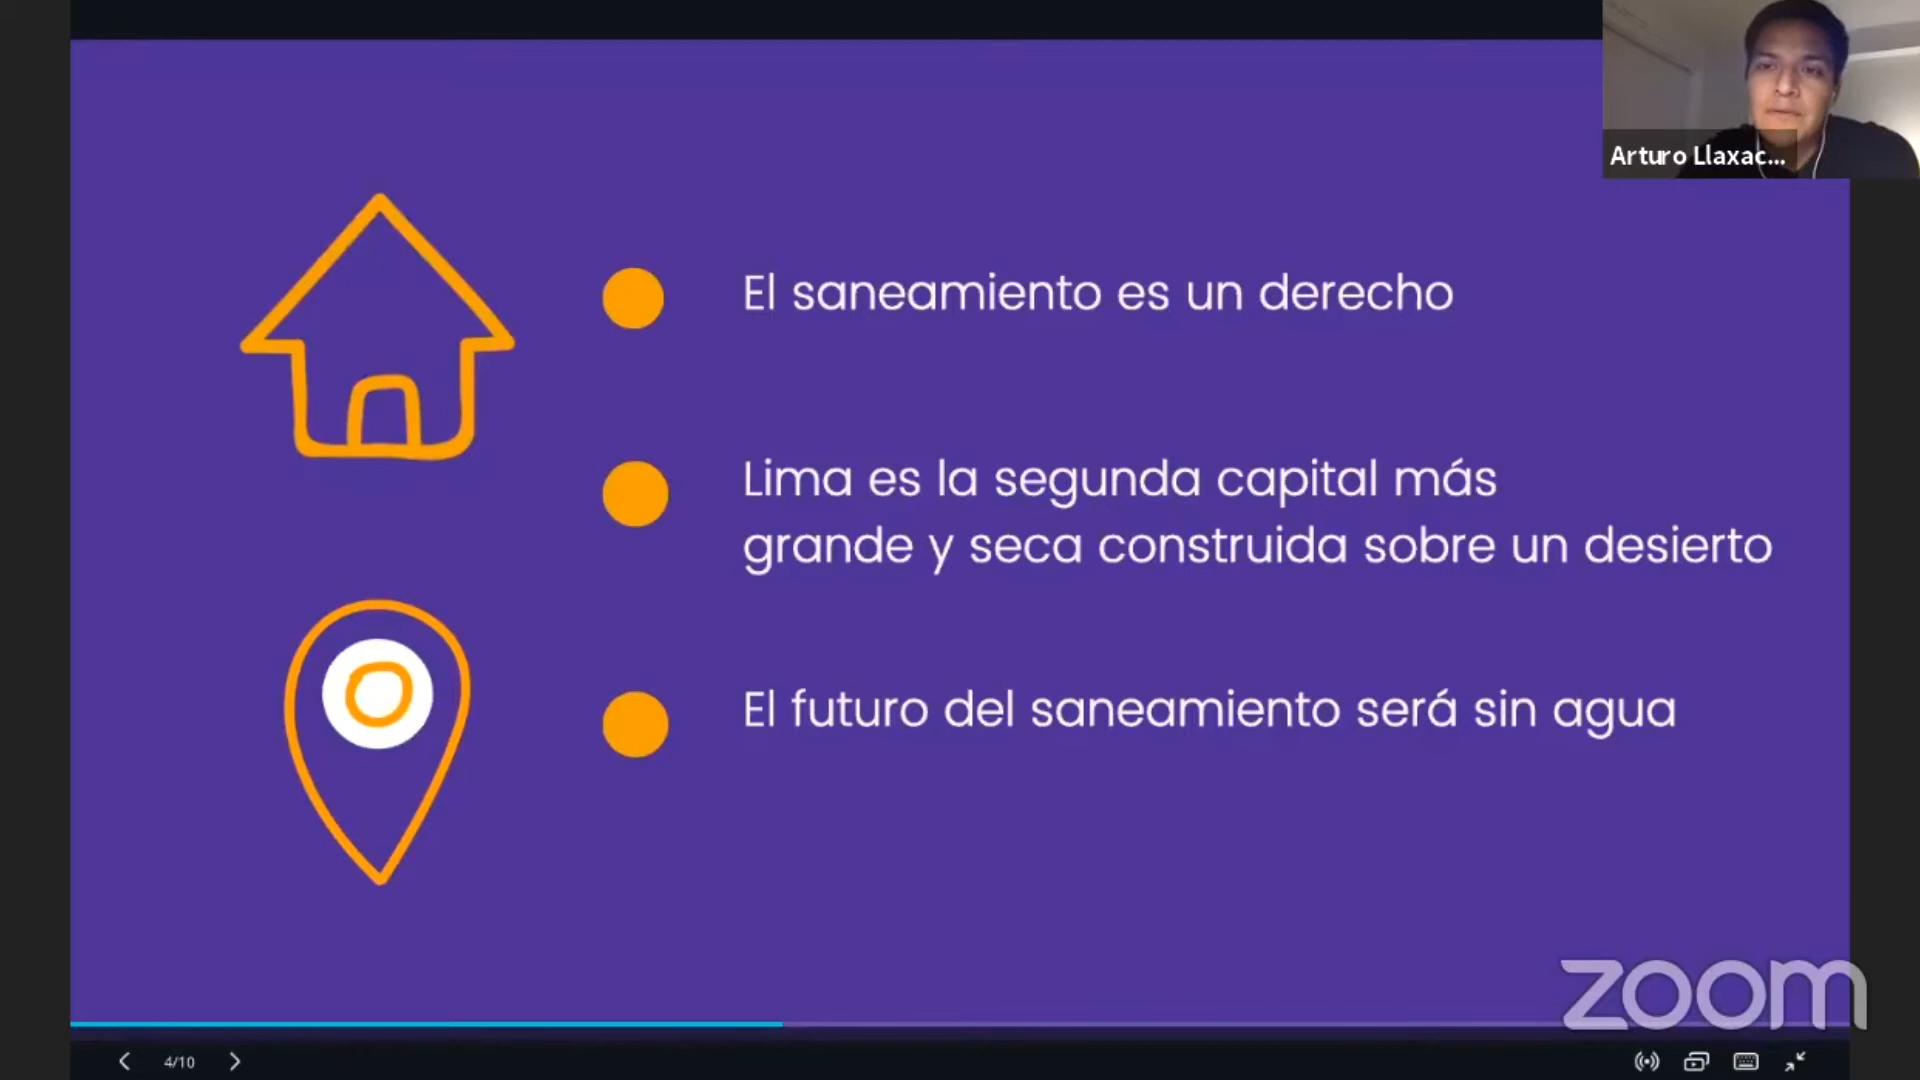 Arturo Llaxac...
El saneamiento es un derecho
Lima es la segunda capital más
grande y seca construida sobre un desierto
El futuro del saneamiento será sin agua
zoom
4/10